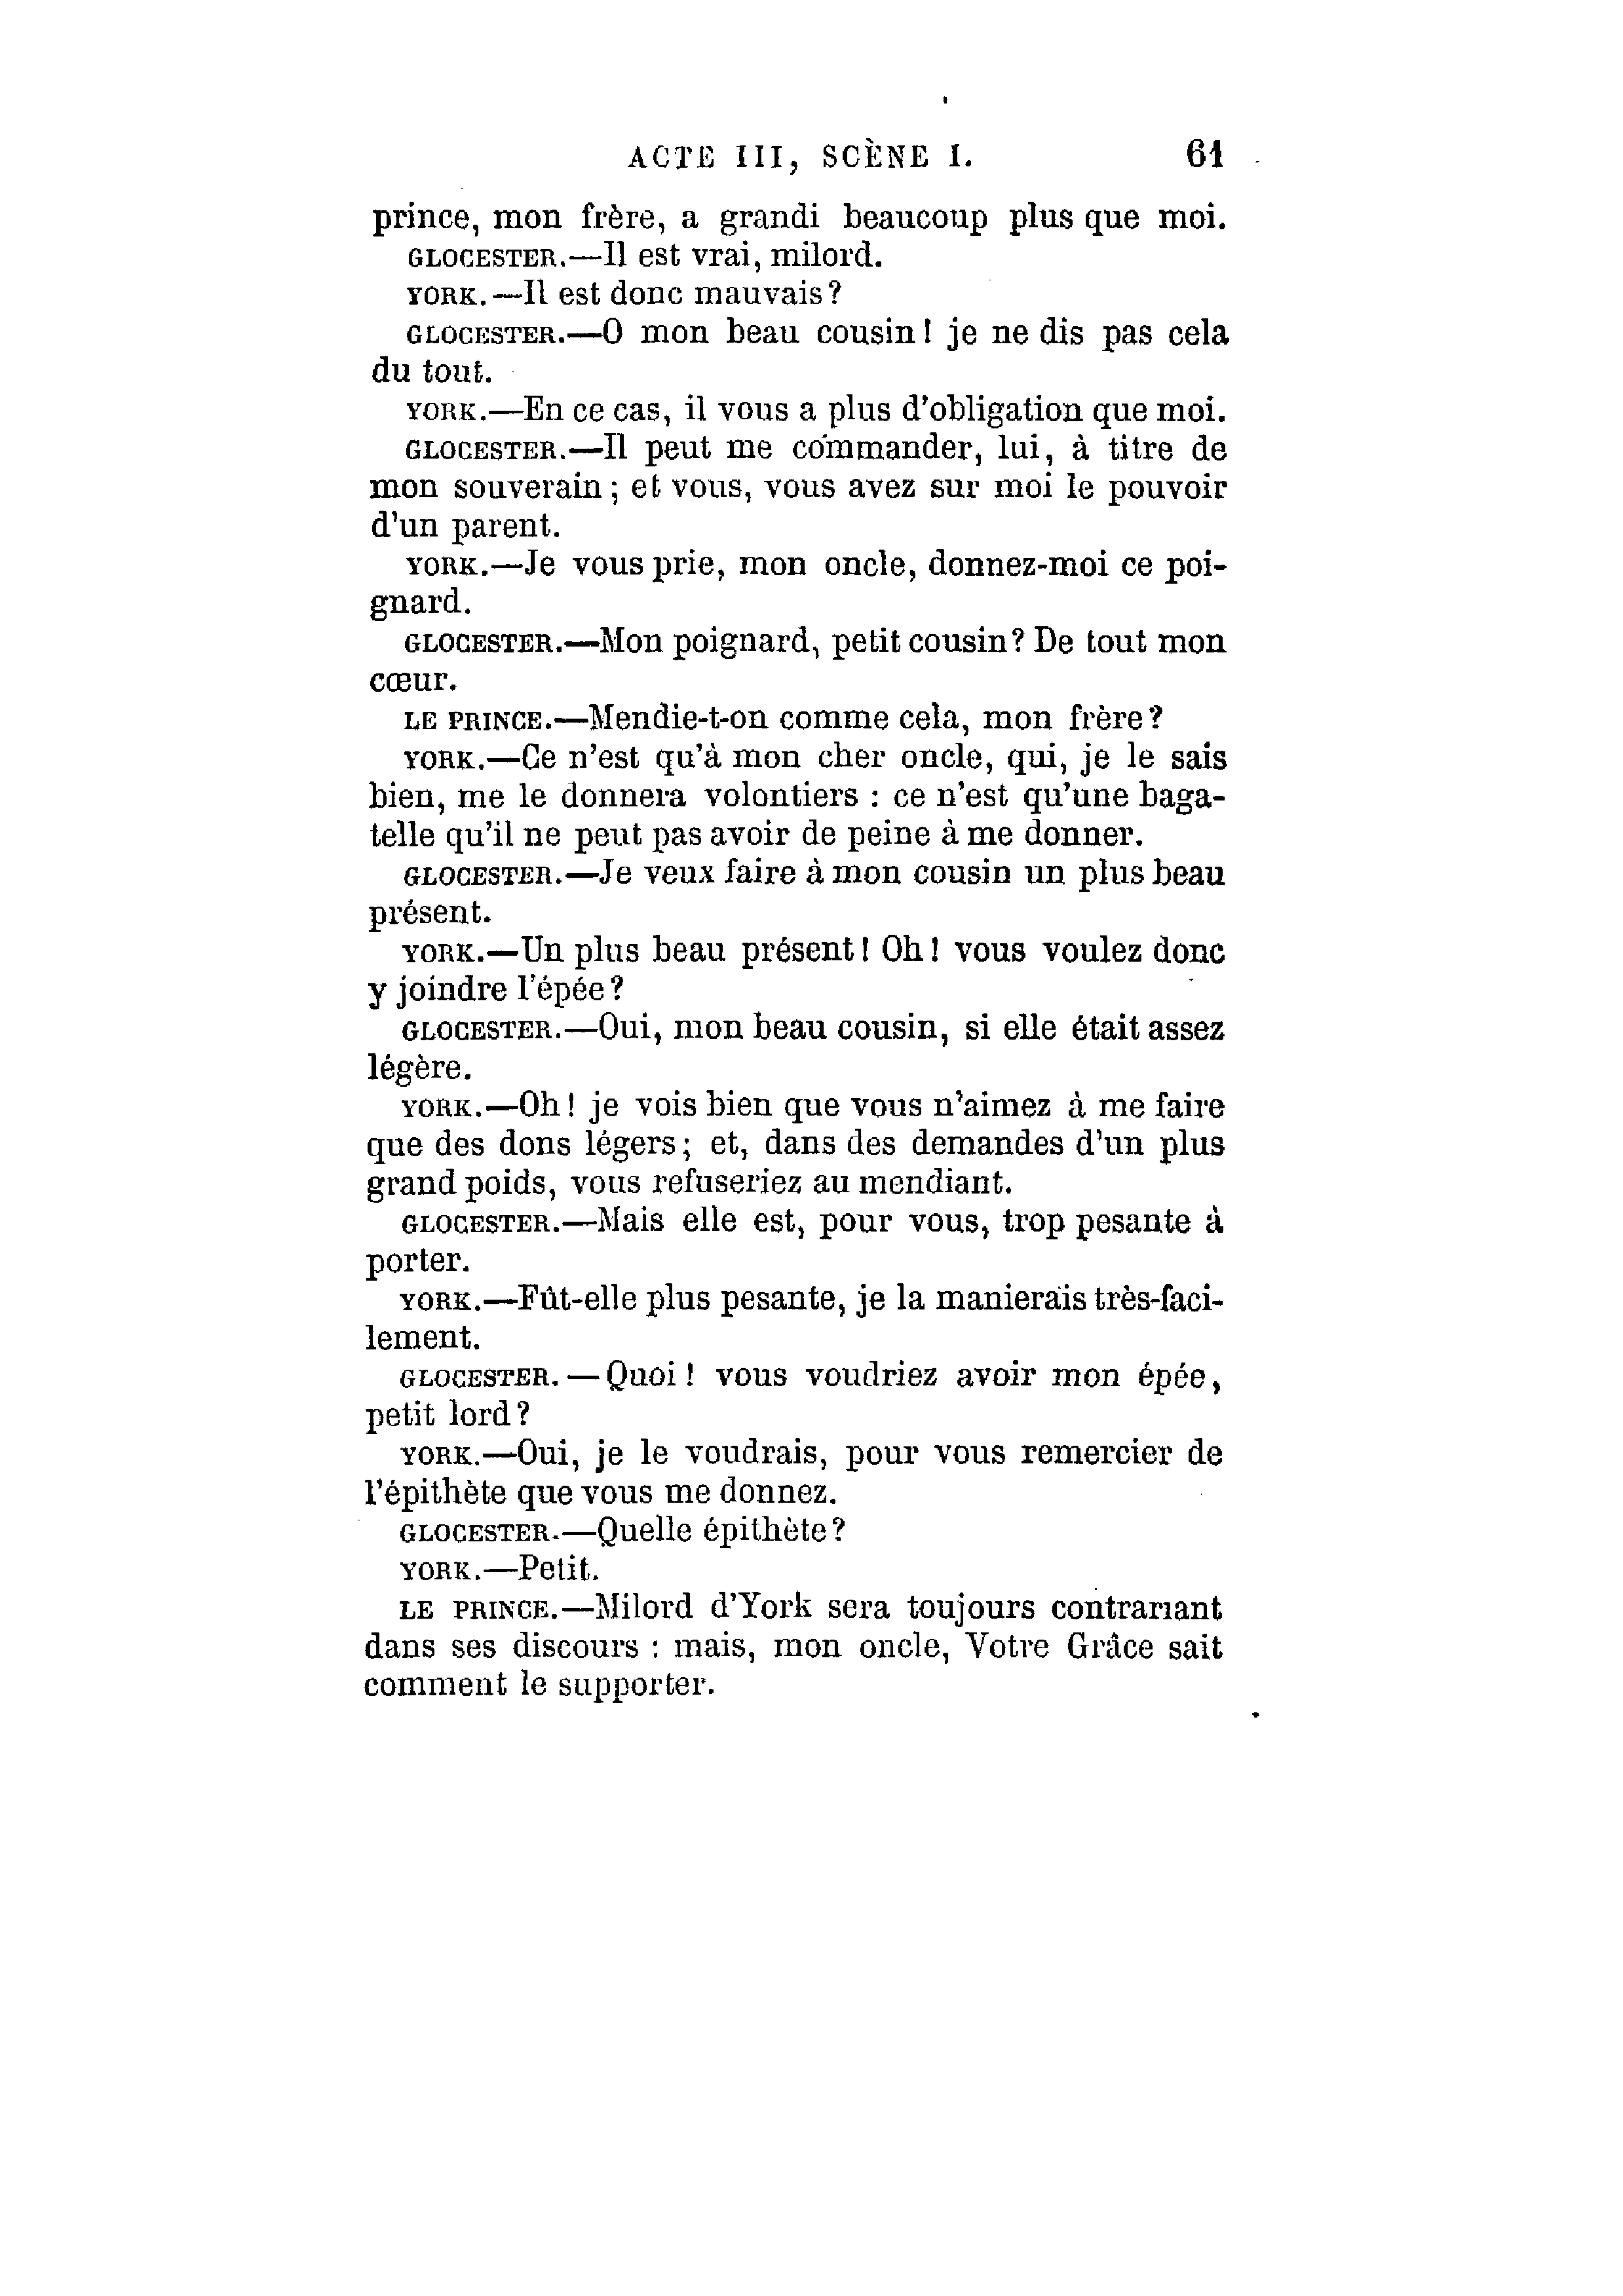 ACTE III, SCÈNE I. 61
prince, mon frère, a grandi beaucoup plus que moi.
GLOCESTER.—Il est vrai, milord.
YORK.—Il est donc mauvais?
GLOCESTER.—O mon beau cousin! je ne dis pas cela
du tout.
YORK.—En ce cas, il vous a plus d'obligation que moi.
GLOCESTER.—Il peut me commander, lui, à titre de
mon souverain; et vous, vous avez sur moi le pouvoir
d'un parent.
YORK.—Je vous prie, mon oncle, donnez-moi ce poi-
gnard.
GLOCESTER.—Mon poignard, petit cousin? De tout mon
cœur.
LE PRINCE.—Mendie-t-on comme cela, mon frère?
YORK.—Ce n'est qu'à mon cher oncle, qui, je le sais
bien, me le donnera volontiers : ce n'est qu'une baga-
telle qu'il ne peut pas avoir de peine à me donner.
GLOCESTER.—Je veux faire à mon cousin un plus beau
présent.
YORK.—Un plus beau présent! Oh! vous voulez donc
y joindre l'épée?
GLOCESTER.—Oui, mon beau cousin, si elle était assez
légère.
YORK.—Oh! je vois bien que vous n'aimez à me faire
que des dons légers; et, dans des demandes d'un plus
grand poids, vous refuseriez au mendiant.
GLOCESTER.—Mais elle est, pour vous, trop pesante à
porter.
YORK.—Fût-elle plus pesante, je la manierais très-faci-
lement.
GLOCESTER.—Quoi! vous voudriez avoir mon épée,
petit lord?
YORK.—Oui, je le voudrais, pour vous remercier de
l'épithète que vous me donnez.
GLOCESTER.—Quelle épithète?
YORK.—Petit.
LE PRINCE.—Milord d'York sera toujours contrariant
dans ses discours : mais, mon oncle, Votre Grâce sait
comment le supporter.